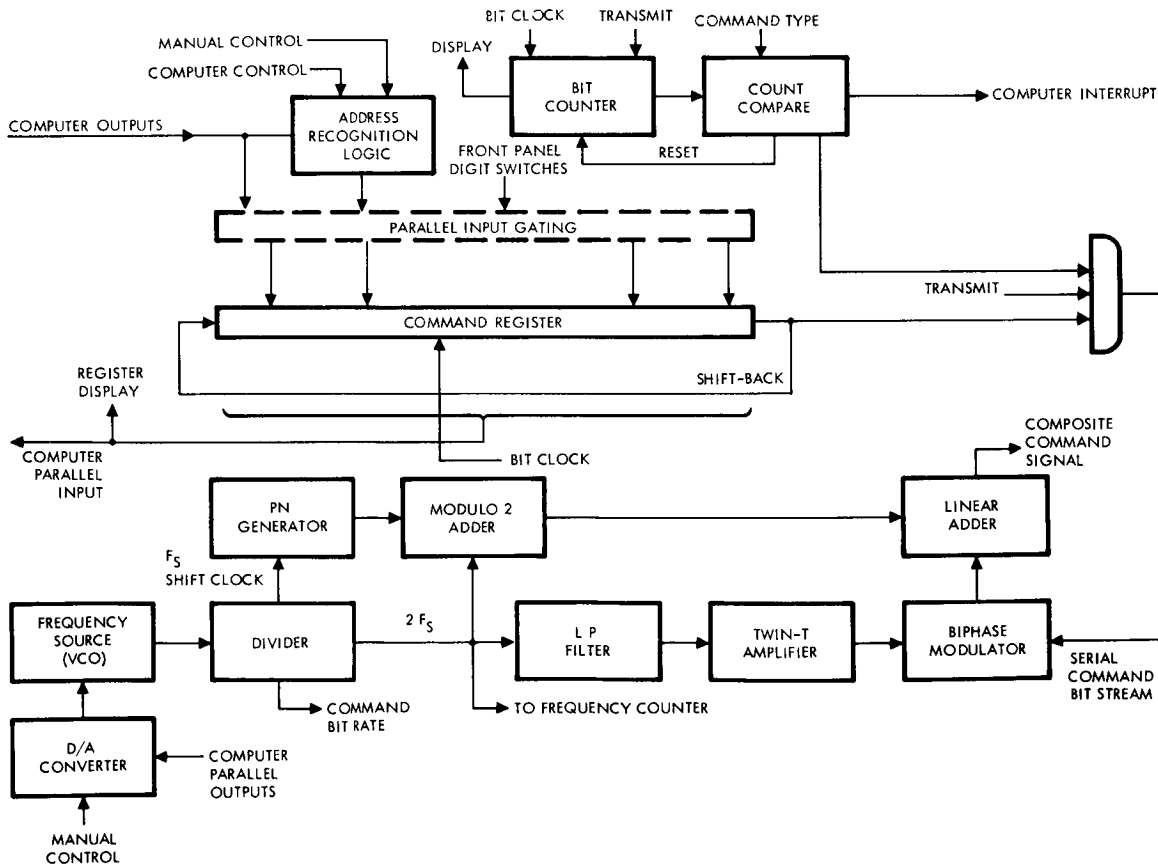 BIT CLOCK
TRANSMIT
COMMAND TYPE
MANUAL CONTROL
DISPLAY
COMPUTER CONTROL
BIT
COUNTER
COUNT
COMPARE
COMPUTER INTERRUPT
COMPUTER OUTPUTS
ADDRESS
RECOGNITION
LOGIC
RESET
FRONT PANEL
DIGIT SWITCHES
PARALLEL INPUT GATING
TRANSMIT
COMMAND REGISTER
SHIFT-BACK
REGISTER
DISPLAY
COMPUTER
PARALLEL
INPUT
BIT CLOCK
COMPOSITE
COMMAND
SIGNAL
PN
GENERATOR
MODULO 2
ADDER
LINEAR
ADDER
FS
SHIFT CLOCK
FREQUENCY
SOURCE
(VCO)
DIVIDER
2 FS
L P
FILTER
TWIN-T
AMPLIFIER
BIPHASE
MODULATOR
SERIAL
COMMAND
BIT STREAM
COMMAND
BIT RATE
TO FREQUENCY COUNTER
D/A
CONVERTER
COMPUTER
PARALLEL
OUTPUTS
MANUAL
CONTROL